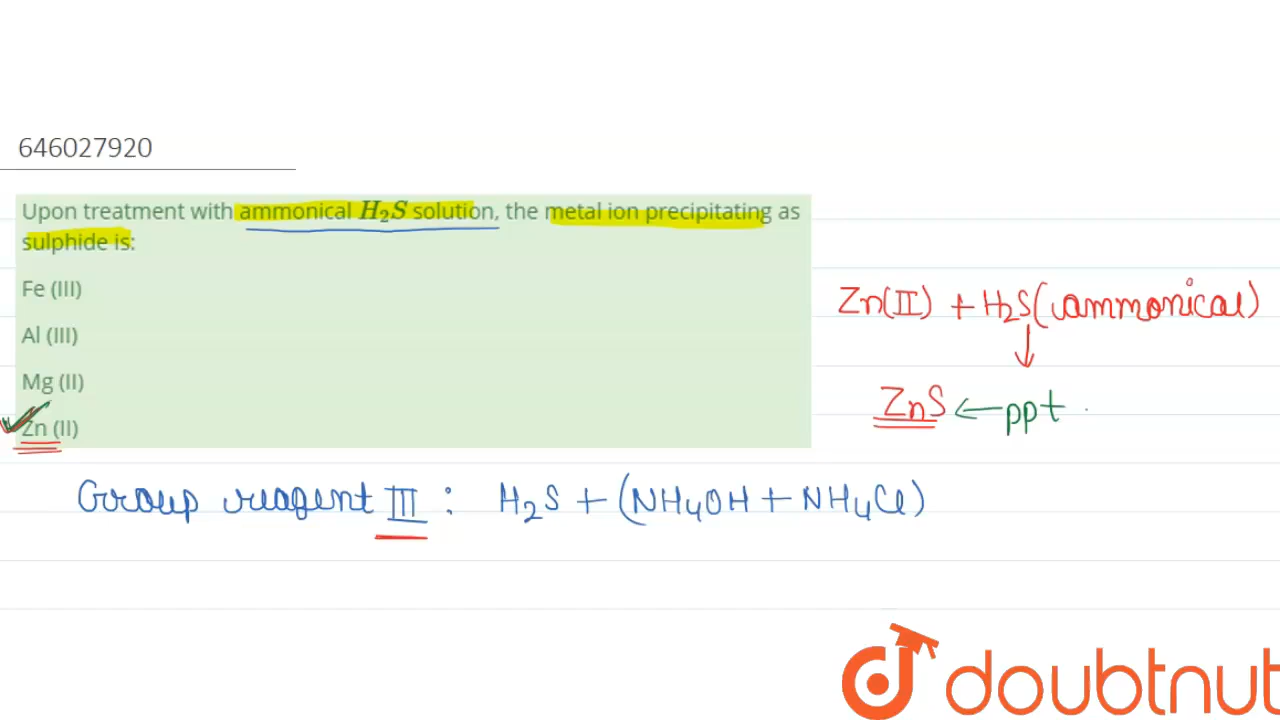 646027920
Upon treatment with ammonical H₂S solution, the metal ion precipitating as
sulphide is:
Fe (III)
Al (III)
Mg (II)
Zn (II)
Zn(II) + H₂S(ammonical)
ZnS ← ppt
Group reagent III : H₂S + (NH₄OH + NH₄Cl)
doubtnut